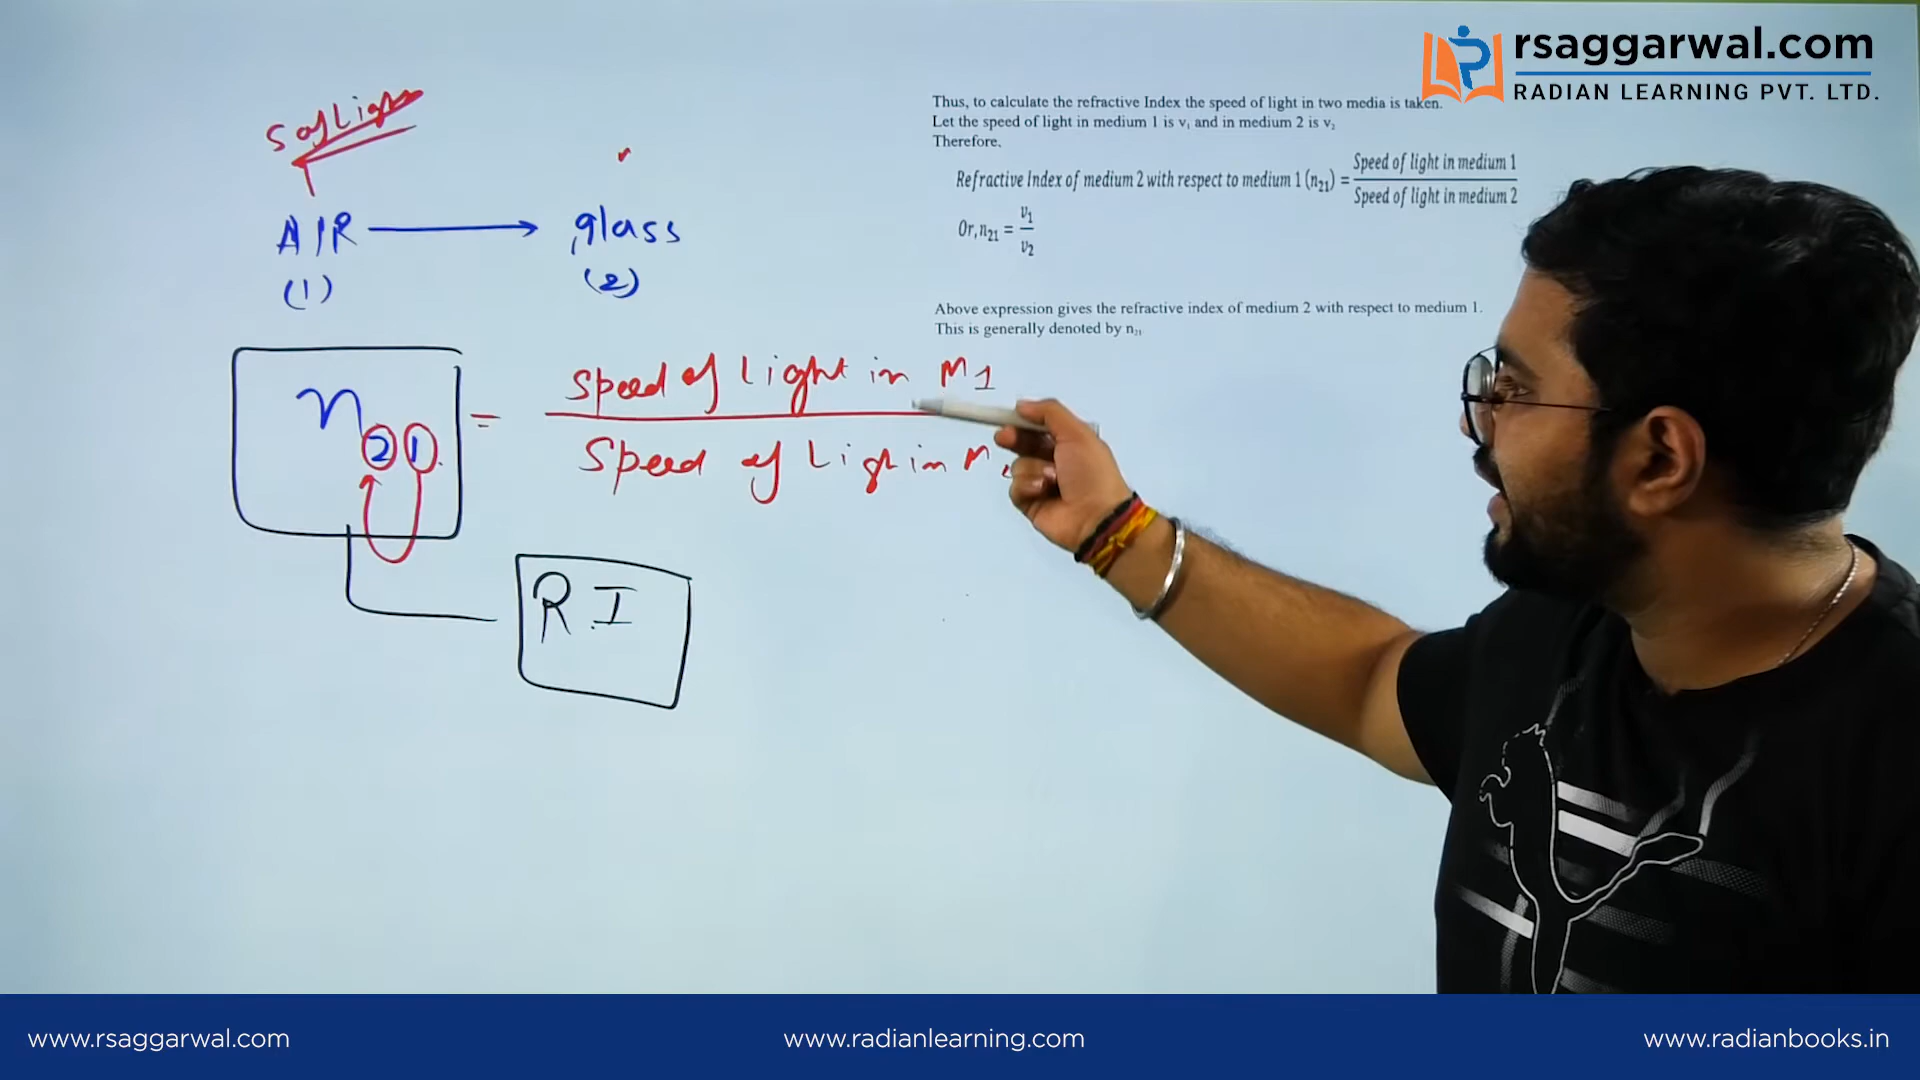 rsaggarwal.com
RADIAN LEARNING PVT. LTD.
S of Light
AIR → glass
(1) (2)
n21 = Speed of Light in M1
Speed of Light in M
R.I
Thus, to calculate the refractive Index the speed of light in two media is taken.
Let the speed of light in medium 1 is v₁ and in medium 2 is v₂
Therefore,
Refractive Index of medium 2 with respect to medium 1 (n₂₁) = Speed of light in medium 1
Speed of light in medium 2
Or, n₂₁ = v₁
v₂
Above expression gives the refractive index of medium 2 with respect to medium 1.
This is generally denoted by n₂₁
www.rsaggarwal.com
www.radianlearning.com
www.radianbooks.in